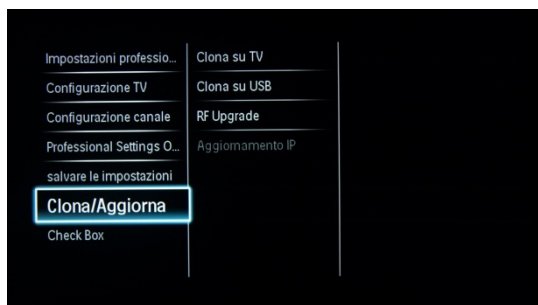 Impostazioni professio...
Configurazione TV
Configurazione canale
Professional Settings O...
salvare le impostazioni
Clona/Aggiorna
Check Box
Clona su TV
Clona su USB
RF Upgrade
Aggiornamento IP